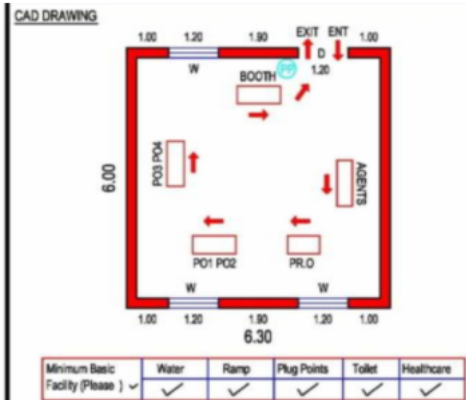 CAD DRAWING
EXIT ENT
1.00 1.20 1.90 1.00
W D
PP 1.20
BOOTH
PO3 PO4
6.00
AGENTS
PO1 PO2 PR.O
W W
1.00 1.20 1.90 1.20 1.00
6.30
Minimum Basic Facility (Please ) ✓ Water Ramp Plug Points Toilet Healthcare
✓ ✓ ✓ ✓ ✓